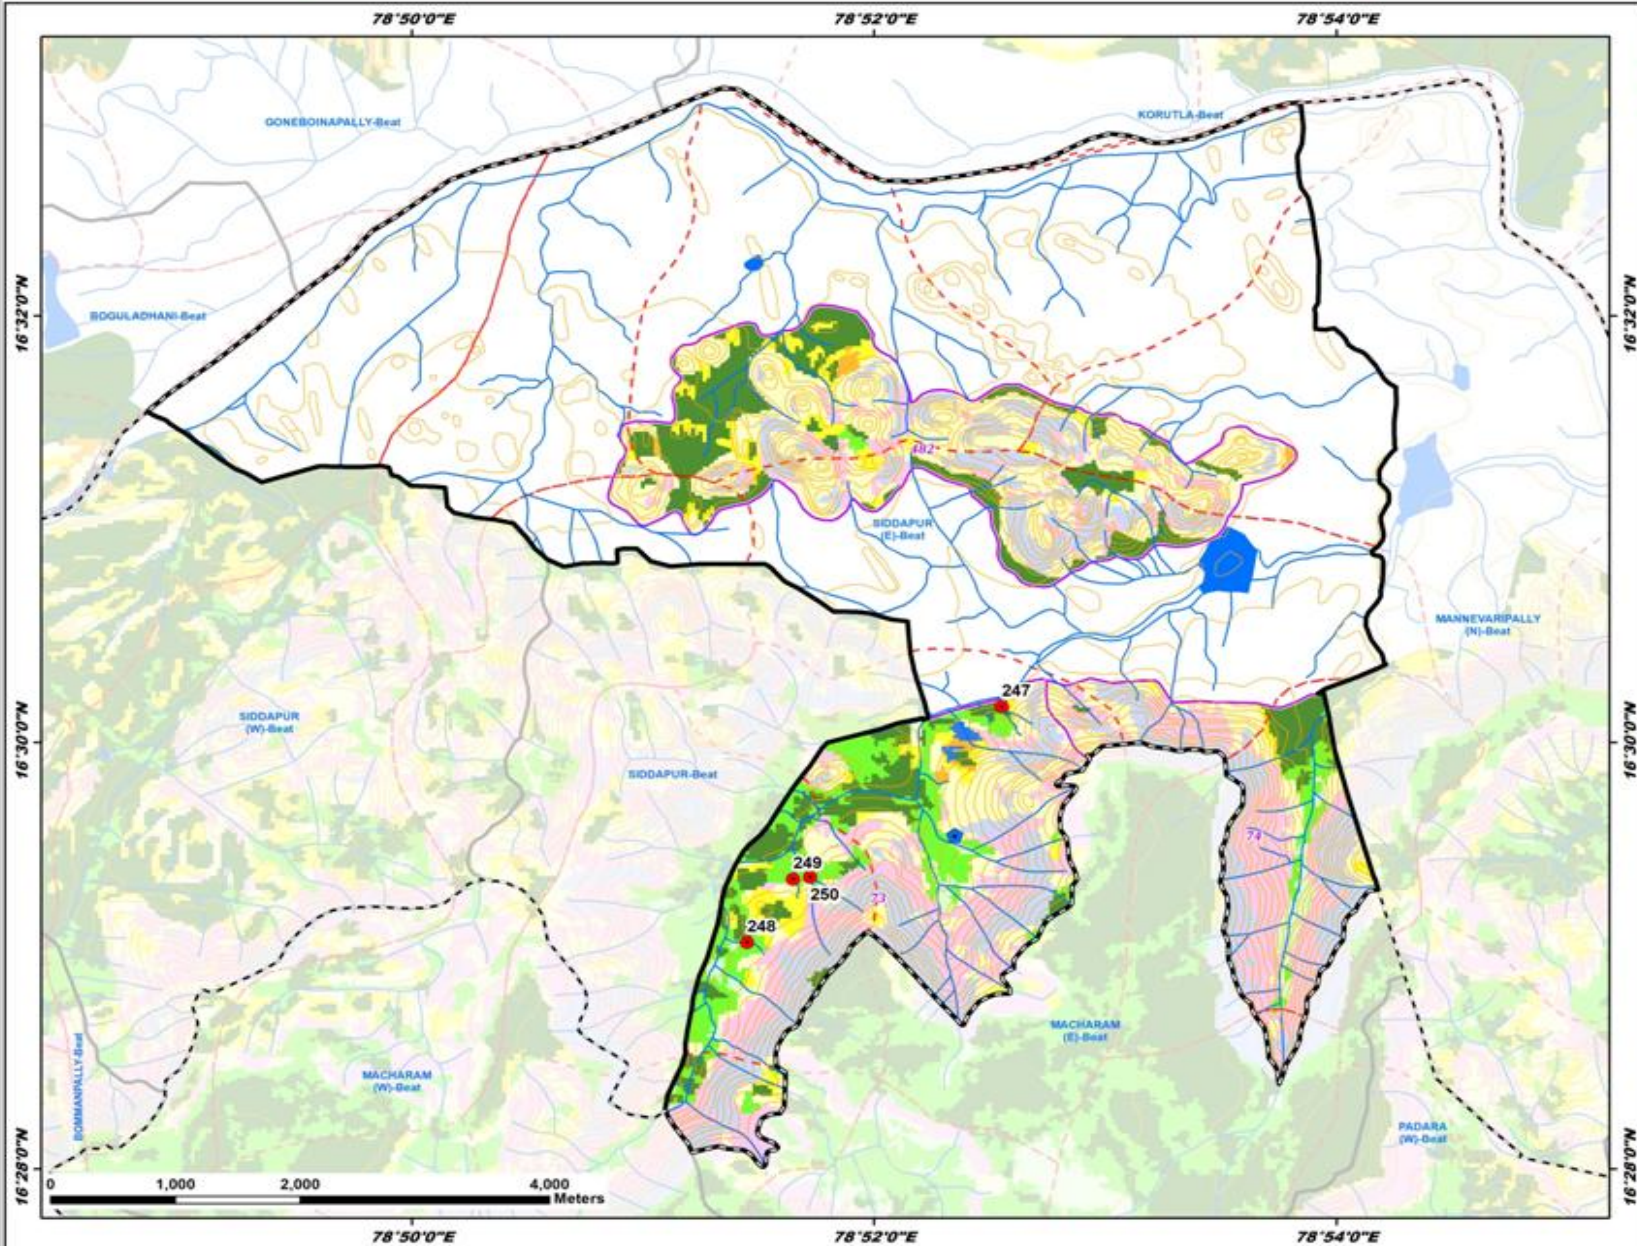 78°50'0"E
78°52'0"E
78°54'0"E
GONEBOINAPALLY-Beat
KORUTLA-Beat
16°32'0"N
16°32'0"N
BOGULADHANI-Beat
482
SIDDAPUR
(E)-Beat
MANNEVARIPALLY
(N)-Beat
247
16°30'0"N
16°30'0"N
SIDDAPUR
(W)-Beat
SIDDAPUR-Beat
74
249
250
73
248
MACHARAM
(E)-Beat
BOMMANPALLY-Beat
MACHARAM
(W)-Beat
PADARA
(W)-Beat
16°28'0"N
16°28'0"N
0
1,000
2,000
4,000
Meters
78°50'0"E
78°52'0"E
78°54'0"E